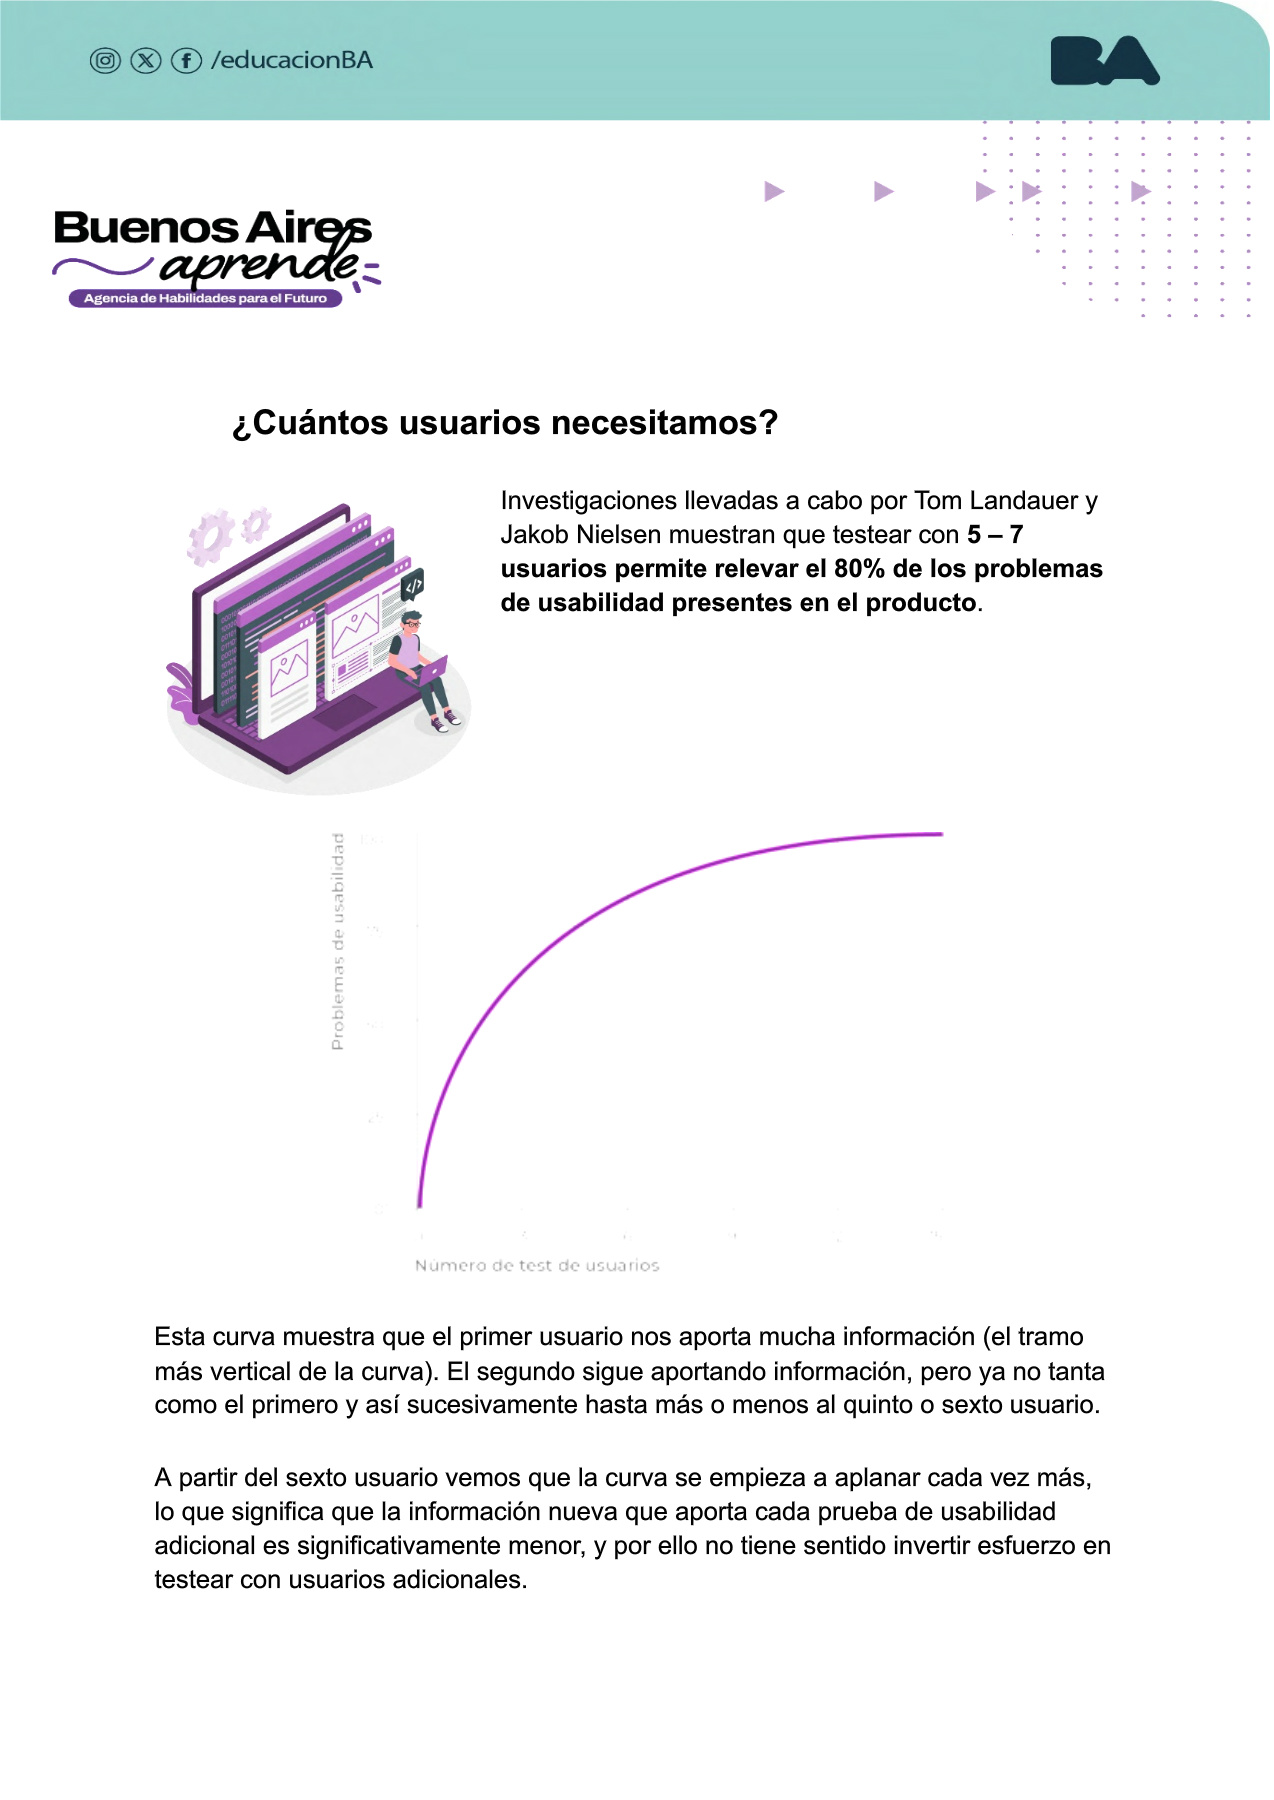 /educacionBA
BA
Buenos Aires
aprende
Agencia de Habilidades para el Futuro
¿Cuántos usuarios necesitamos?
Investigaciones llevadas a cabo por Tom Landauer y
Jakob Nielsen muestran que testear con 5 – 7
usuarios permite relevar el 80% de los problemas
de usabilidad presentes en el producto.
Problemas de usabilidad
Número de test de usuarios
Esta curva muestra que el primer usuario nos aporta mucha información (el tramo
más vertical de la curva). El segundo sigue aportando información, pero ya no tanta
como el primero y así sucesivamente hasta más o menos al quinto o sexto usuario.
A partir del sexto usuario vemos que la curva se empieza a aplanar cada vez más,
lo que significa que la información nueva que aporta cada prueba de usabilidad
adicional es significativamente menor, y por ello no tiene sentido invertir esfuerzo en
testear con usuarios adicionales.